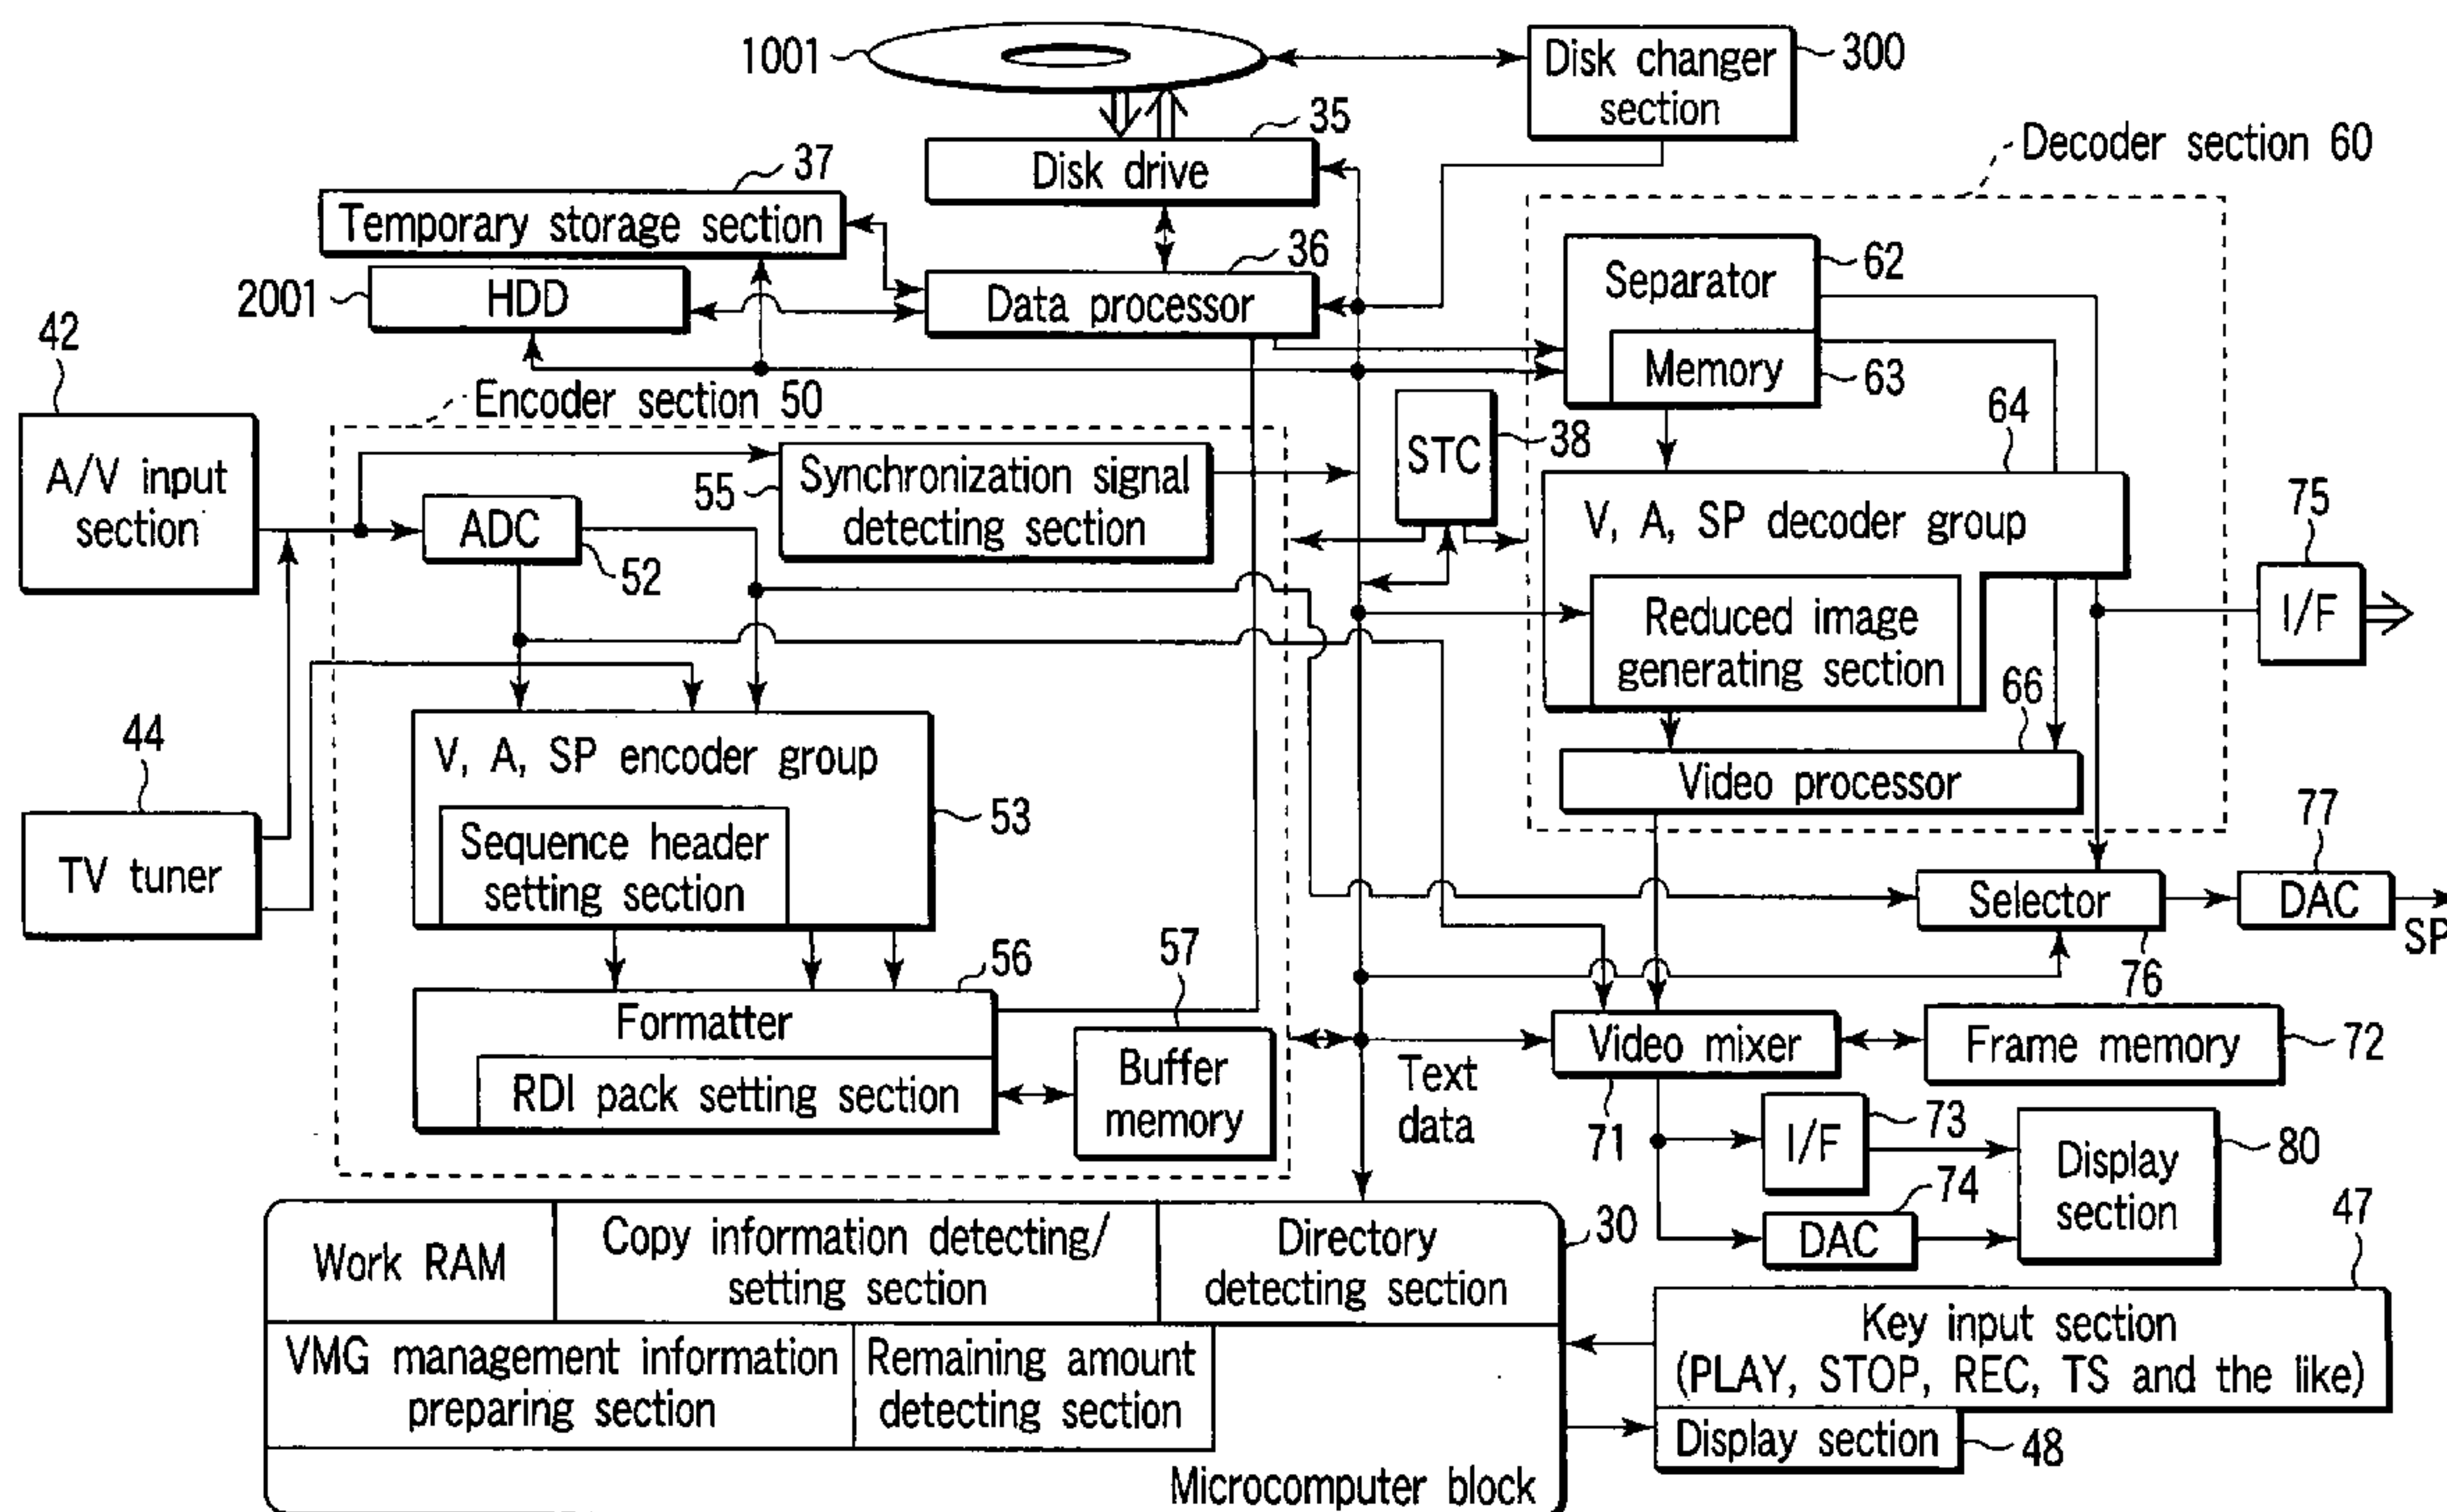 1001
Disk changer
section
300
35
Disk drive
Decoder section 60
37
Temporary storage section
36
Data processor
2001
HDD
Separator
62
Memory
63
42
A/V input
section
Encoder section 50
STC
38
64
55
Synchronization signal
detecting section
ADC
52
V, A, SP decoder group
Reduced image
generating section
75
I/F
66
Video processor
44
TV tuner
V, A, SP encoder group
53
Sequence header
setting section
77
Selector
DAC
SP
76
56
Formatter
57
RDI pack setting section
Buffer
memory
Text
data
Video mixer
Frame memory
72
71
I/F
73
Display
section
80
74
DAC
Work RAM
Copy information detecting/
setting section
Directory
detecting section
30
VMG management information
preparing section
Remaining amount
detecting section
Microcomputer block
47
Key input section
(PLAY, STOP, REC, TS and the like)
Display section
48